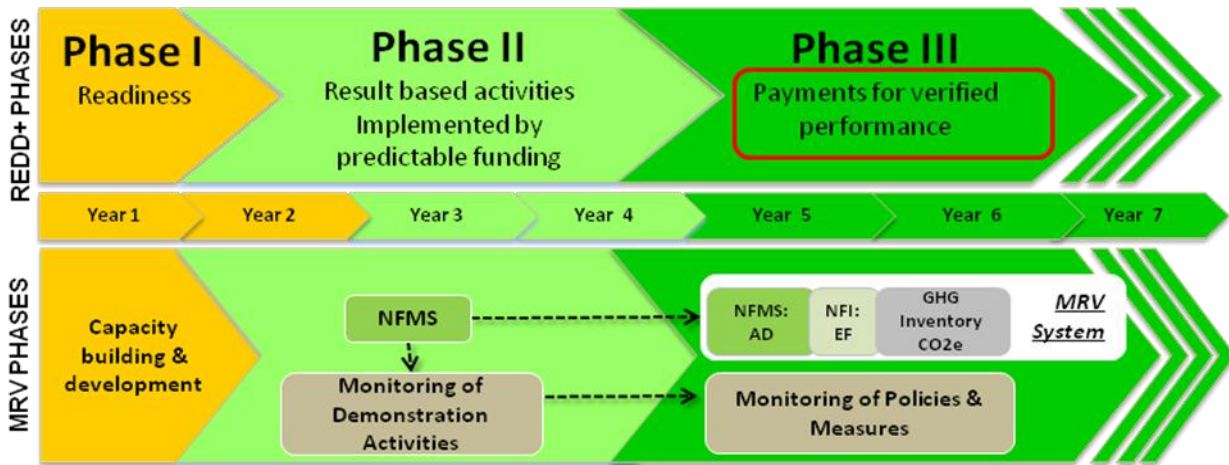 REDD+ PHASES
Phase I
Readiness
Phase II
Result based activities
Implemented by
predictable funding
Phase III
Payments for verified
performance
Year 1
Year 2
Year 3
Year 4
Year 5
Year 6
Year 7
MRV PHASES
Capacity
building &
development
NFMS
Monitoring of
Demonstration
Activities
NFMS:
AD
NFI:
EF
GHG
Inventory
CO2e
MRV
System
Monitoring of Policies &
Measures